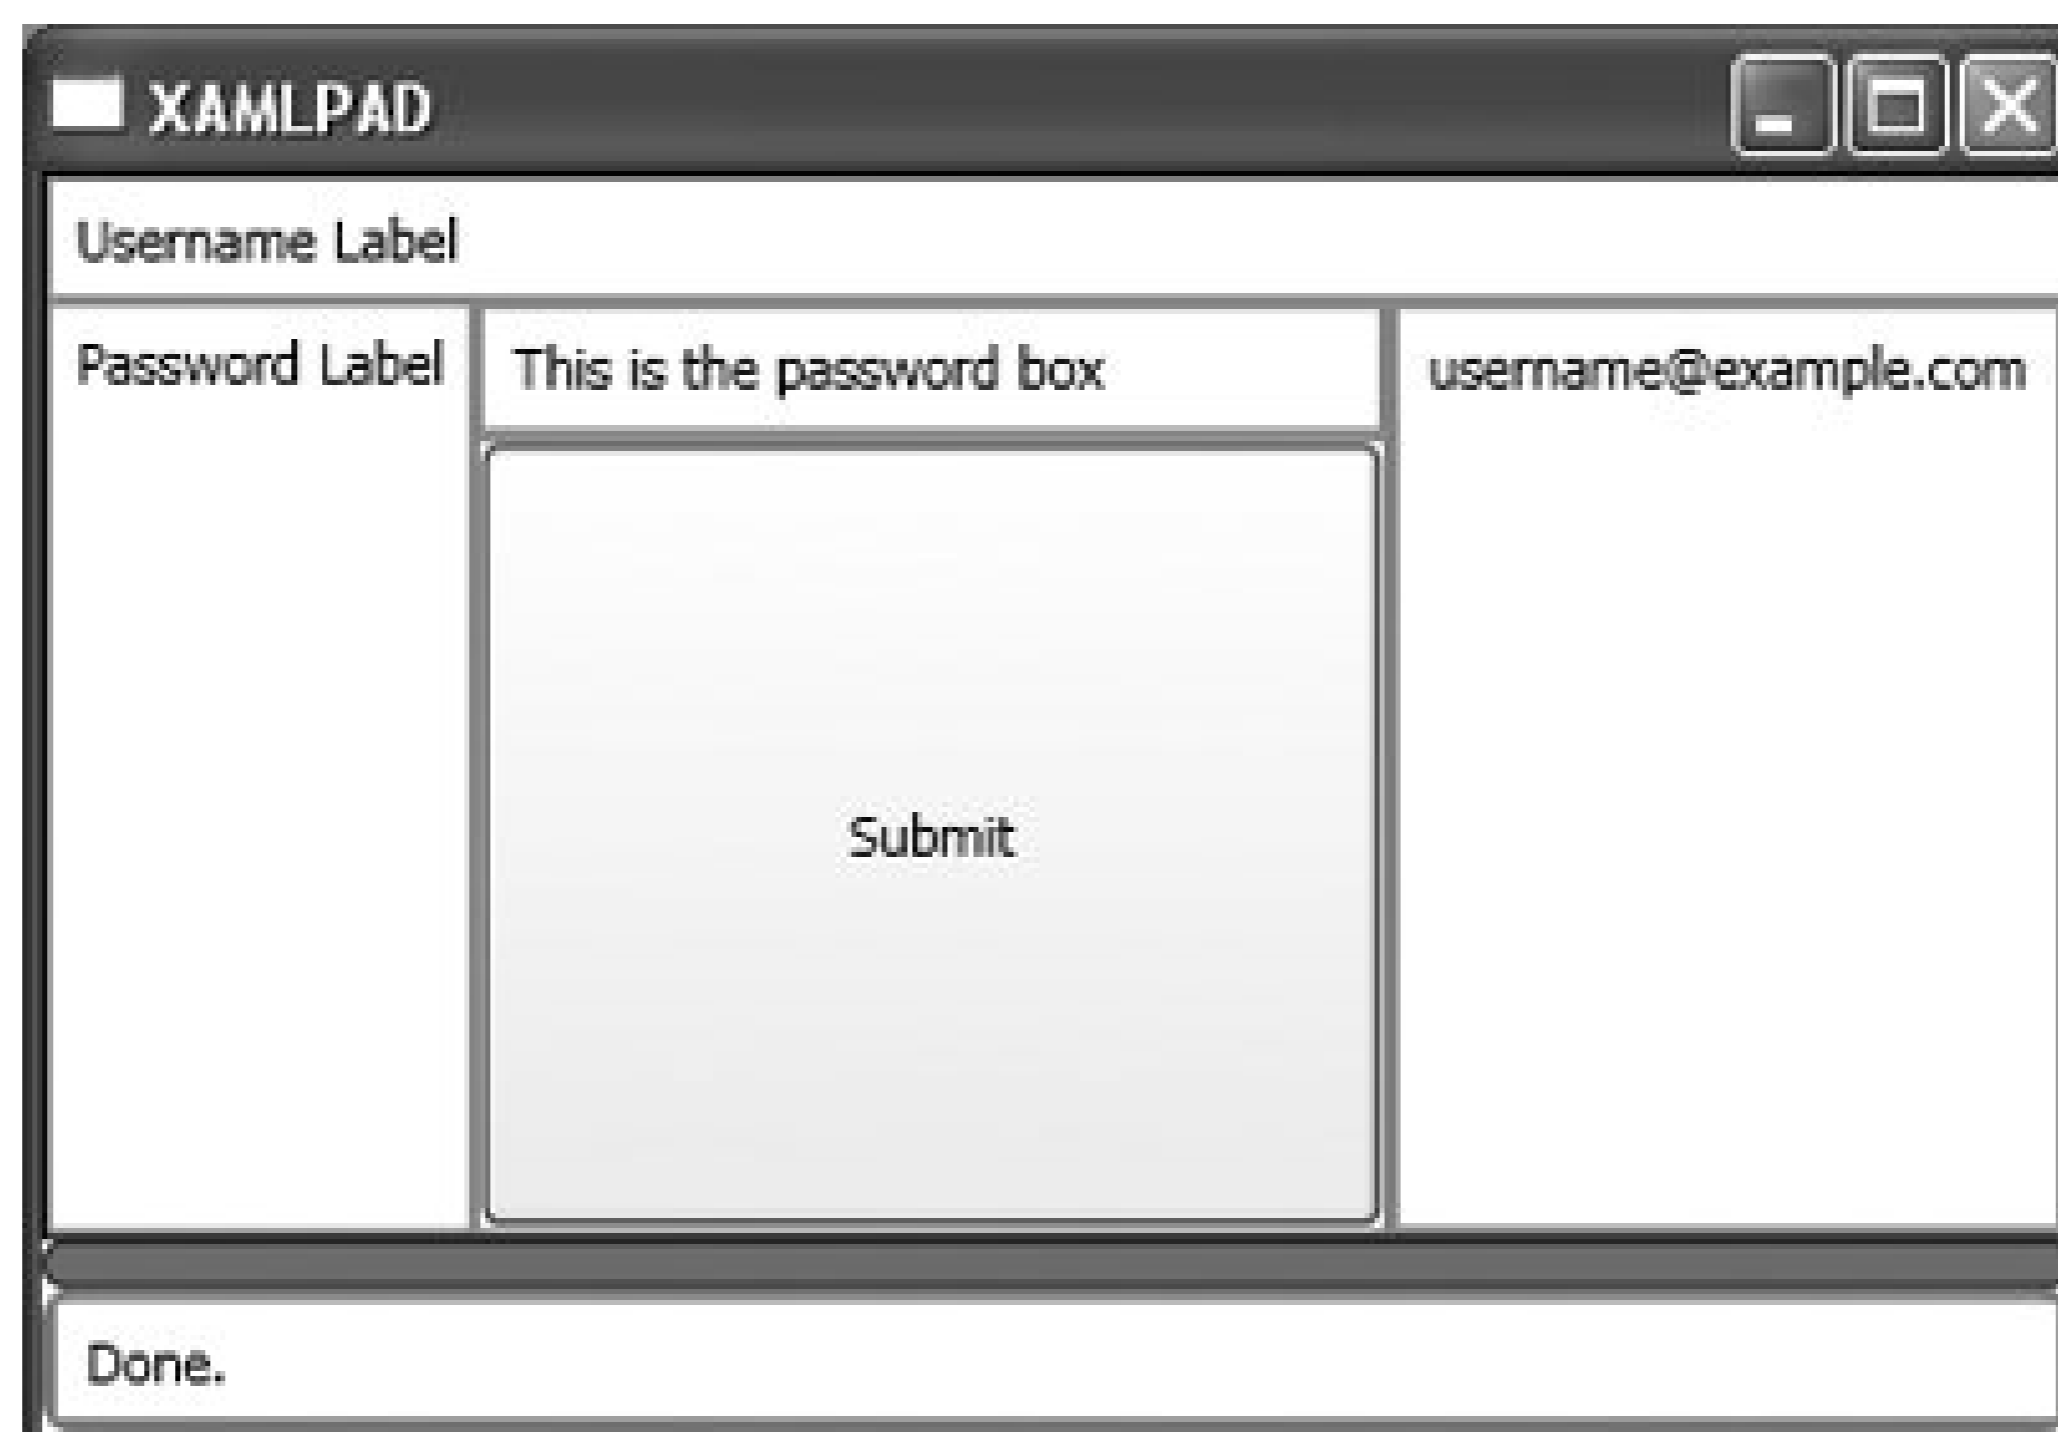 XAMLPAD
Username Label
Password Label
This is the password box
username@example.com
Submit
Done.